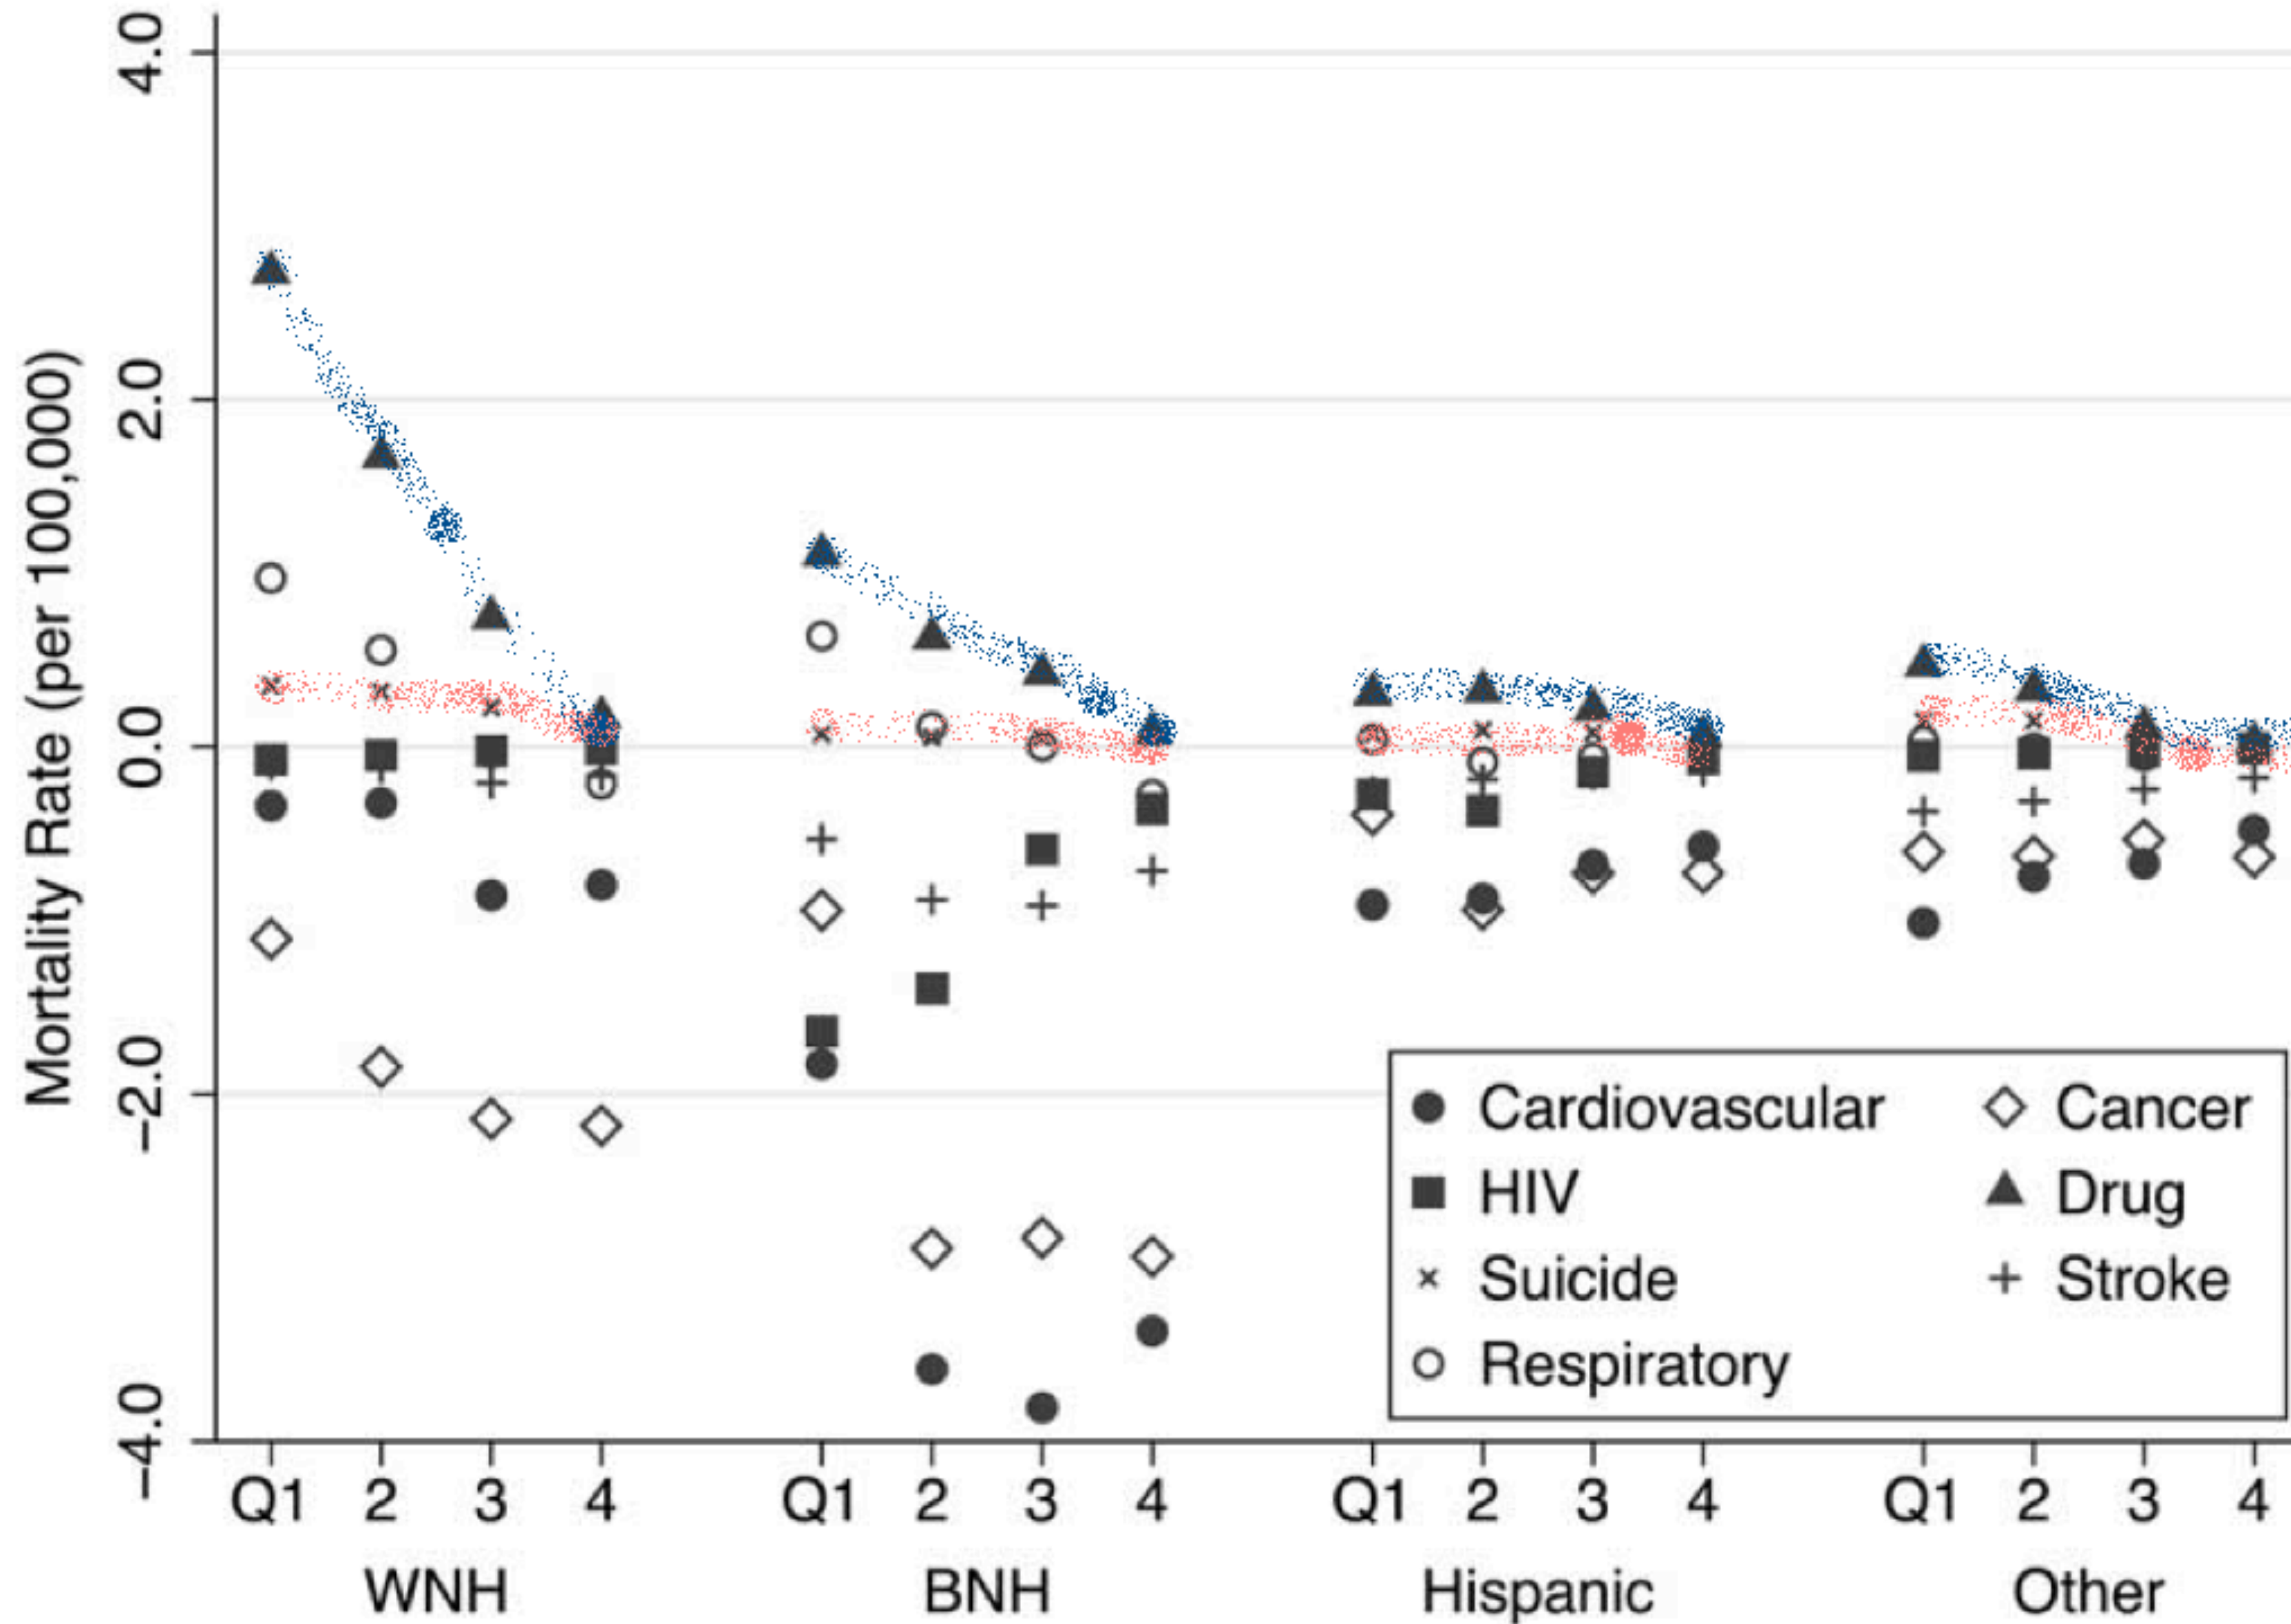 Mortality Rate (per 100,000)
4.0
2.0
0.0
−2.0
−4.0
Q1 2 3 4 Q1 2 3 4 Q1 2 3 4 Q1 2 3 4
WNH BNH Hispanic Other
Cardiovascular Cancer
HIV Drug
Suicide Stroke
Respiratory